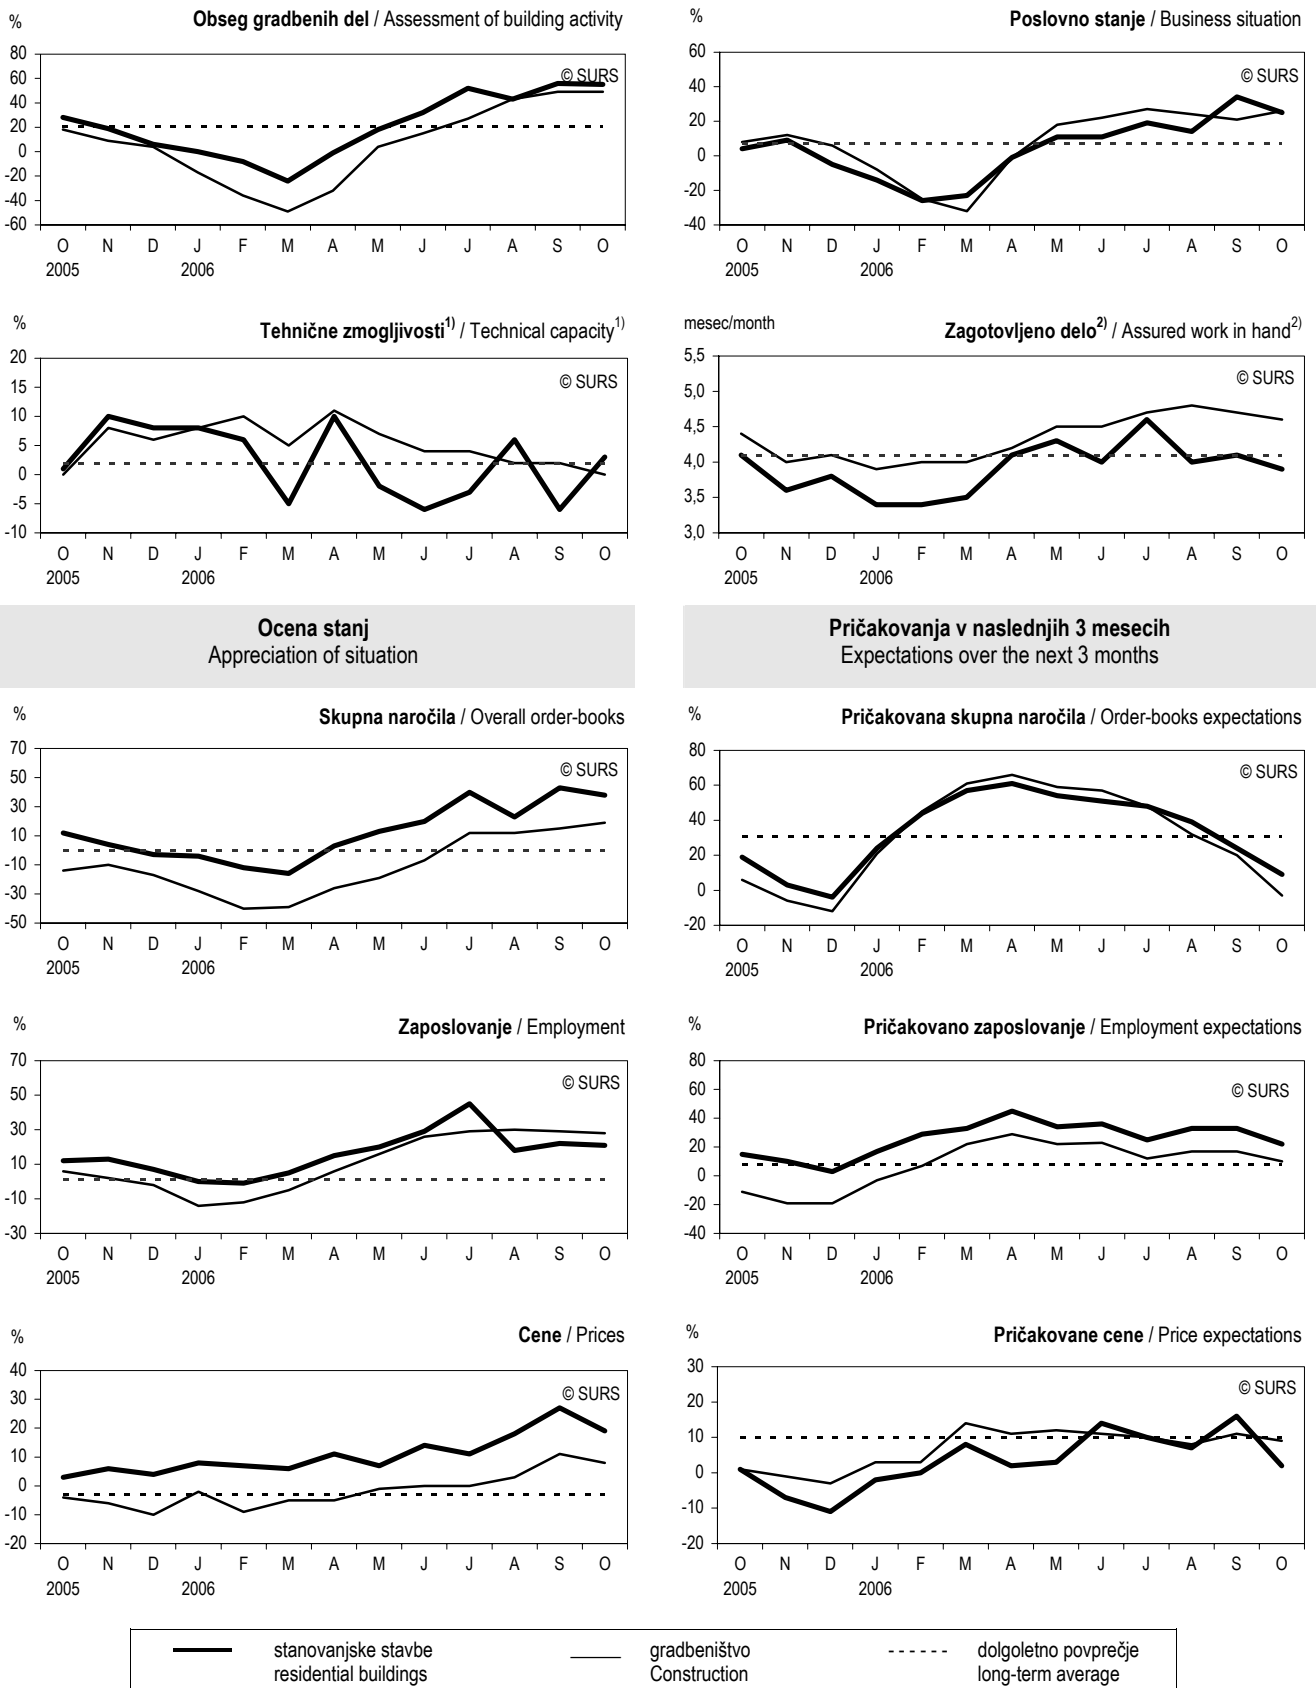 %
Obseg gradbenih del / Assessment of building activity
80
60
40
20
0
-20
-40
-60
© SURS
O N D J F M A M J J A S O
2005 2006
%
Poslovno stanje / Business situation
60
40
20
0
-20
-40
© SURS
O N D J F M A M J J A S O
2005 2006
%
Tehnične zmogljivosti1) / Technical capacity1)
20
15
10
5
0
-5
-10
© SURS
O N D J F M A M J J A S O
2005 2006
mesec/month
Zagotovljeno delo2) / Assured work in hand2)
5,5
5,0
4,5
4,0
3,5
3,0
© SURS
O N D J F M A M J J A S O
2005 2006
Ocena stanj
Appreciation of situation
Pričakovanja v naslednjih 3 mesecih
Expectations over the next 3 months
%
Skupna naročila / Overall order-books
70
50
30
10
-10
-30
-50
© SURS
O N D J F M A M J J A S O
2005 2006
%
Pričakovana skupna naročila / Order-books expectations
80
60
40
20
0
-20
© SURS
O N D J F M A M J J A S O
2005 2006
%
Zaposlovanje / Employment
70
50
30
10
-10
-30
© SURS
O N D J F M A M J J A S O
2005 2006
%
Pričakovano zaposlovanje / Employment expectations
80
60
40
20
0
-20
-40
© SURS
O N D J F M A M J J A S O
2005 2006
%
Cene / Prices
40
30
20
10
0
-10
-20
© SURS
O N D J F M A M J J A S O
2005 2006
%
Pričakovane cene / Price expectations
30
20
10
0
-10
-20
© SURS
O N D J F M A M J J A S O
2005 2006
stanovanjske stavbe
residential buildings
gradbeništvo
Construction
dolgoletno povprečje
long-term average